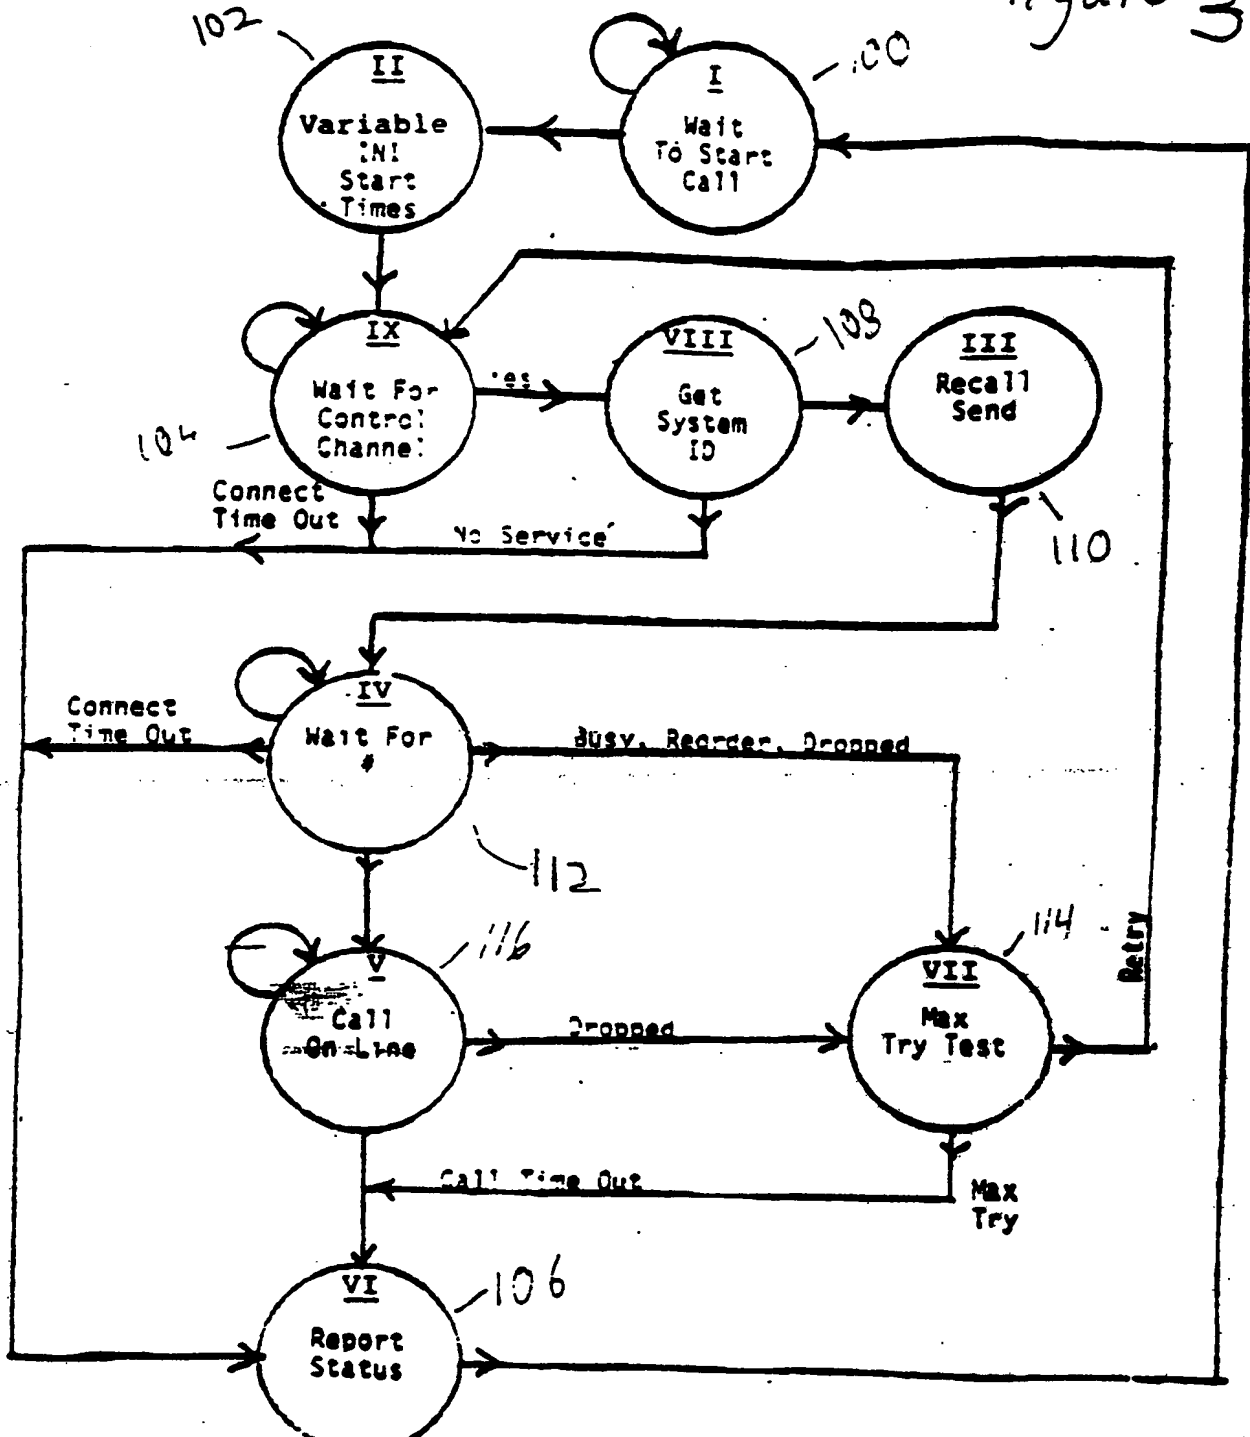 Figure 3
102
II
Variable
INI
Start
Times
I
Wait
To Start
Call
100
IX
Wait For
Control
Channel
104
VIII
Get
System
ID
108
III
Recall
Send
110
Connect
Time Out
No Service
IV
Wait For
#
112
Connect
Time Out
Busy, Reorder, Dropped
V
Call
On Line
116
Dropped
VII
Max
Try Test
114
Retry
Call Time Out
Max
Try
VI
Report
Status
106